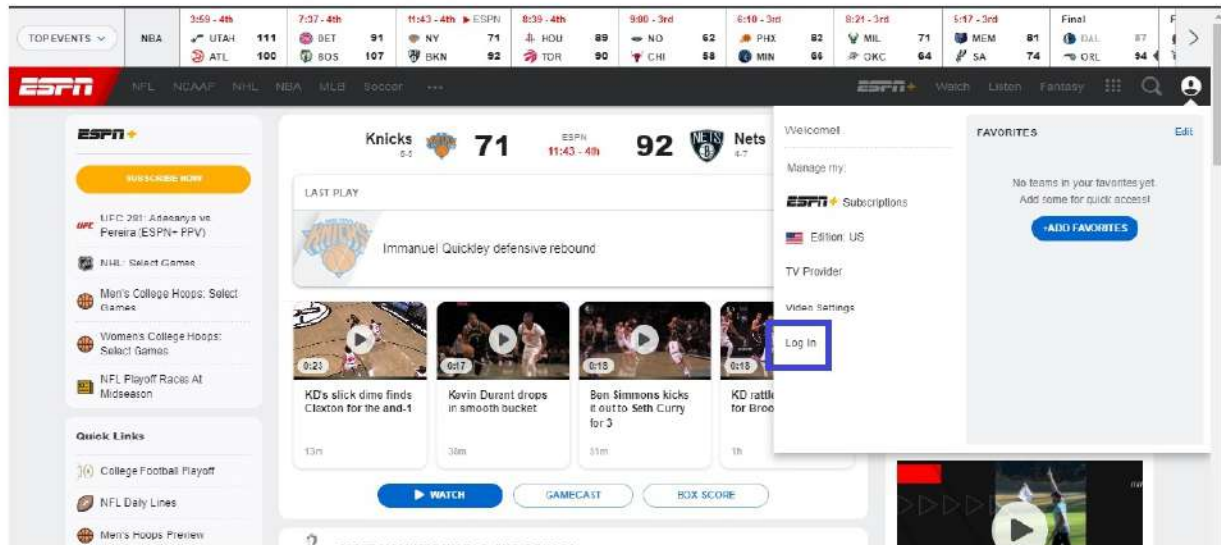 TOP EVENTS
NBA
3:59 - 4th
UTAH 111
ATL 100
7:37 - 4th
DET 91
BOS 107
11:43 - 4th ESPN
NY 71
BKN 92
8:39 - 4th
HOU 89
TOR 90
9:00 - 3rd
NO 62
CHI 58
6:10 - 3rd
PHX 82
MIN 66
8:21 - 3rd
MIL 71
OKC 64
5:17 - 3rd
MEM 81
SA 74
Final
DAL 87
ORL 94
ESPN NFL NCAAF NHL NBA MLB Soccer ••• ESPN+ Watch Listen Fantasy
ESPN+
SUBSCRIBE NOW
UFC 281: Adesanya vs
Pereira (ESPN+ PPV)
NHL: Select Games
Men's College Hoops: Select
Games
Women's College Hoops:
Select Games
NFL Playoff Races At
Midseason
Quick Links
College Football Playoff
NFL Daily Lines
Men's Hoops Preview
Knicks 71 ESPN 92 NETS Nets
5-5 11:43 - 4th 4-7
LAST PLAY
KNICKS
Immanuel Quickley defensive rebound
0:23
KD's slick dime finds
Claxton for the and-1
13m
0:17
Kevin Durant drops
in smooth bucket
0:18
Ben Simmons kicks
it out to Seth Curry
for 3
0:18
KD rattle
for Broo
1h
WATCH
GAMECAST
BOX SCORE
Welcome!
Manage my:
ESPN+ Subscriptions
Edition: US
TV Provider
Video Settings
Log In
FAVORITES
Edit
No teams in your favorites yet.
Add some for quick access!
+ADD FAVORITES